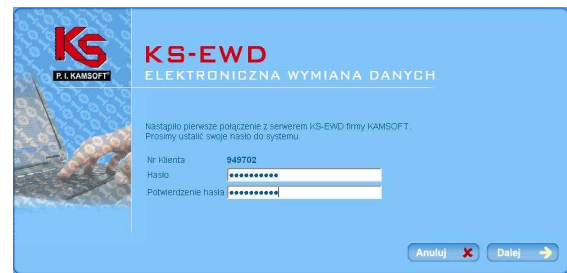 KS
P.I. KAMSOFT
KS-EWD
ELEKTRONICZNA WYMIANA DANYCH
Nastąpiło pierwsze połączenie z serwerem KS-EWD firmy KAMSOFT.
Prosimy ustalić swoje hasło do systemu.
Nr Klienta 949702
Hasło ●●●●●●●●●●
Potwierdzenie hasła ●●●●●●●●●●
Anuluj Dalej